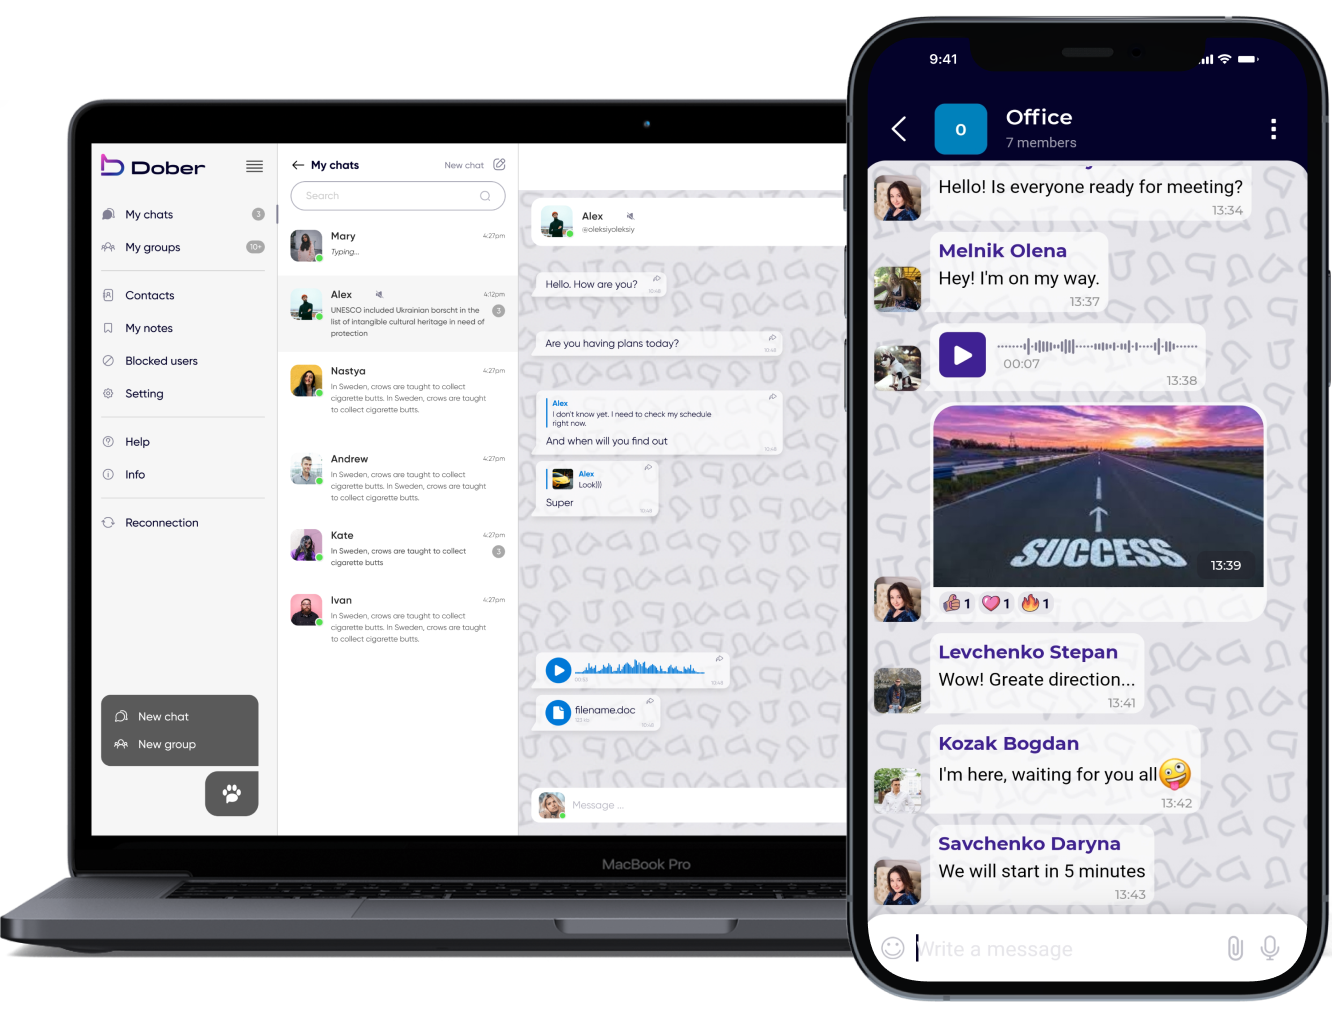 Dober
My chats
3
My groups
10+
Contacts
My notes
Blocked users
Setting
Help
Info
Reconnection
New chat
New group
My chats
New chat
Search
Mary
4:27pm
Typing...
Alex
4:12pm
UNESCO included Ukrainian borscht in the
list of intangible cultural heritage in need of
protection
3
Nastya
4:27pm
In Sweden, crows are taught to collect
cigarette butts. In Sweden, crows are taught
to collect cigarette butts.
Andrew
4:27pm
In Sweden, crows are taught to collect
cigarette butts. In Sweden, crows are taught
to collect cigarette butts.
Kate
4:27pm
In Sweden, crows are taught to collect
cigarette butts
3
Ivan
4:27pm
In Sweden, crows are taught to collect
cigarette butts. In Sweden, crows are taught
to collect cigarette butts.
Alex
@oleksiyoleksiy
Hello. How are you?
Are you having plans today?
Alex
I don't know yet. I need to check my schedule
right now.
And when will you find out
Alex
Look)))
Super
filename.doc
Message ...
MacBook Pro
9:41
O
Office
7 members
Hello! Is everyone ready for meeting?
13:34
Melnik Olena
Hey! I'm on my way.
13:37
00:07
13:38
SUCCESS
13:39
1
1
1
Levchenko Stepan
Wow! Greate direction...
13:41
Kozak Bogdan
I'm here, waiting for you all🤪
13:42
Savchenko Daryna
We will start in 5 minutes
13:43
Write a message